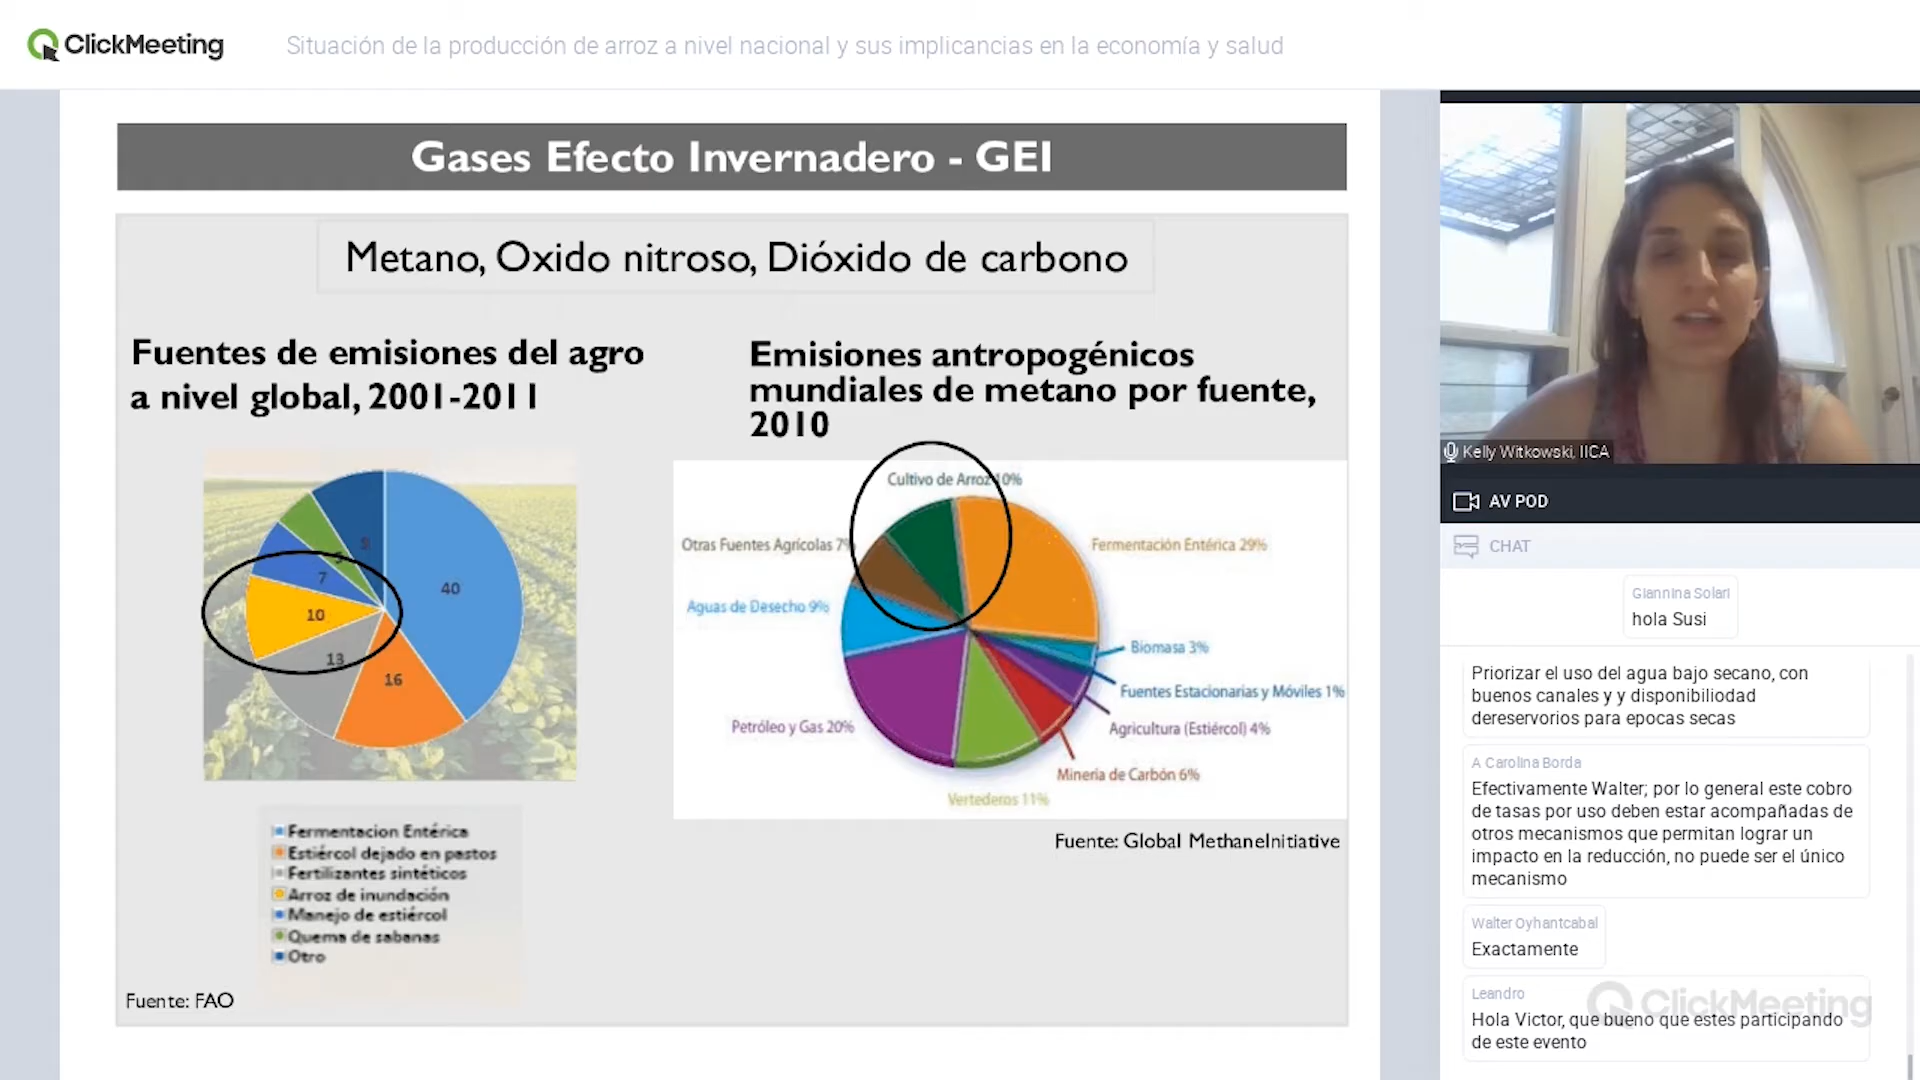 ClickMeeting
Situación de la producción de arroz a nivel nacional y sus implicancias en la economía y salud
Gases Efecto Invernadero - GEI
Metano, Oxido nitroso, Dióxido de carbono
Fuentes de emisiones del agro
a nivel global, 2001-2011
40
16
13
10
7
5
9
Fermentacion Entérica
Estiércol dejado en pastos
Fertilizantes sintéticos
Arroz de inundación
Manejo de estiércol
Quema de sabanas
Otro
Fuente: FAO
Emisiones antropogénicos
mundiales de metano por fuente,
2010
Cultivo de Arroz 10%
Otras Fuentes Agrícolas 7%
Fermentación Entérica 29%
Aguas de Desecho 9%
Biomasa 3%
Fuentes Estacionarias y Móviles 1%
Petróleo y Gas 20%
Agricultura (Estiércol) 4%
Minería de Carbón 6%
Vertederos 11%
Fuente: Global MethaneInitiative
Kelly Witkowski, IICA
AV POD
CHAT
Giannina Solari
hola Susi
Priorizar el uso del agua bajo secano, con
buenos canales y y disponibiliodad
dereservorios para epocas secas
A Carolina Borda
Efectivamente Walter; por lo general este cobro
de tasas por uso deben estar acompañadas de
otros mecanismos que permitan lograr un
impacto en la reducción, no puede ser el único
mecanismo
Walter Oyhantcabal
Exactamente
Leandro
Hola Victor, que bueno que estes participando
de este evento
ClickMeeting